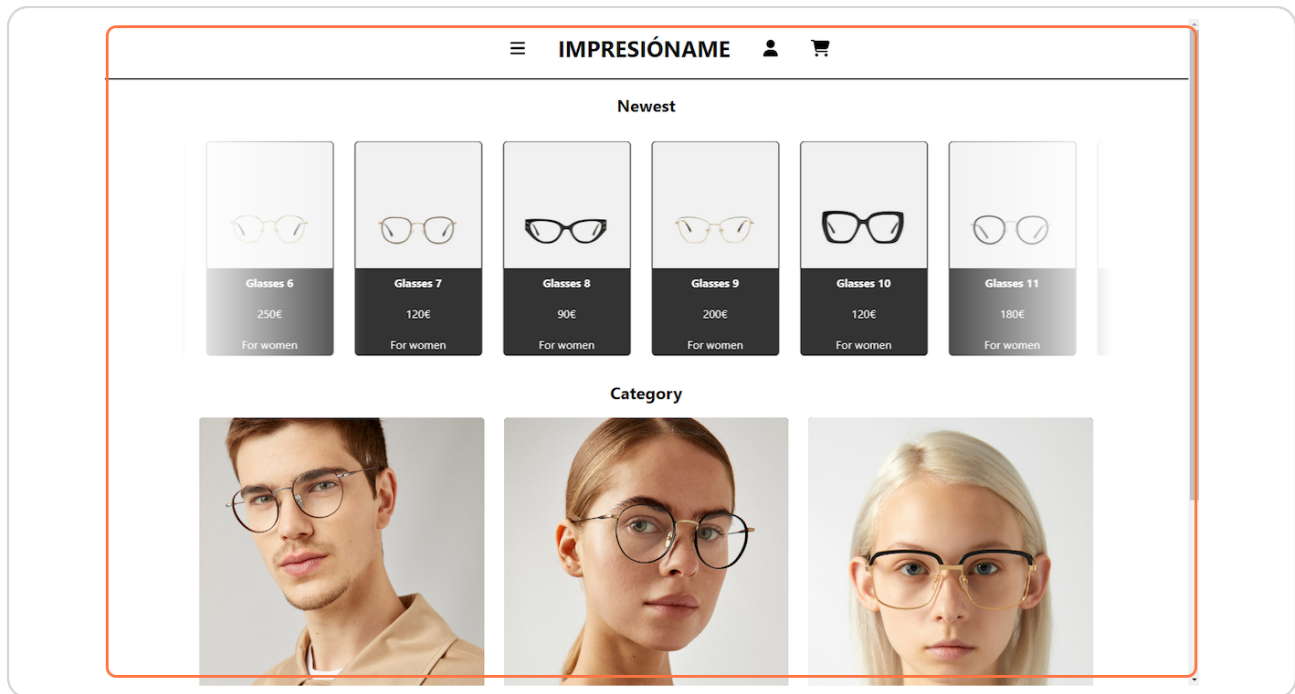 IMPRESIÓNAME
Newest
Glasses 6
250€
For women
Glasses 7
120€
For women
Glasses 8
90€
For women
Glasses 9
200€
For women
Glasses 10
120€
For women
Glasses 11
180€
For women
Category